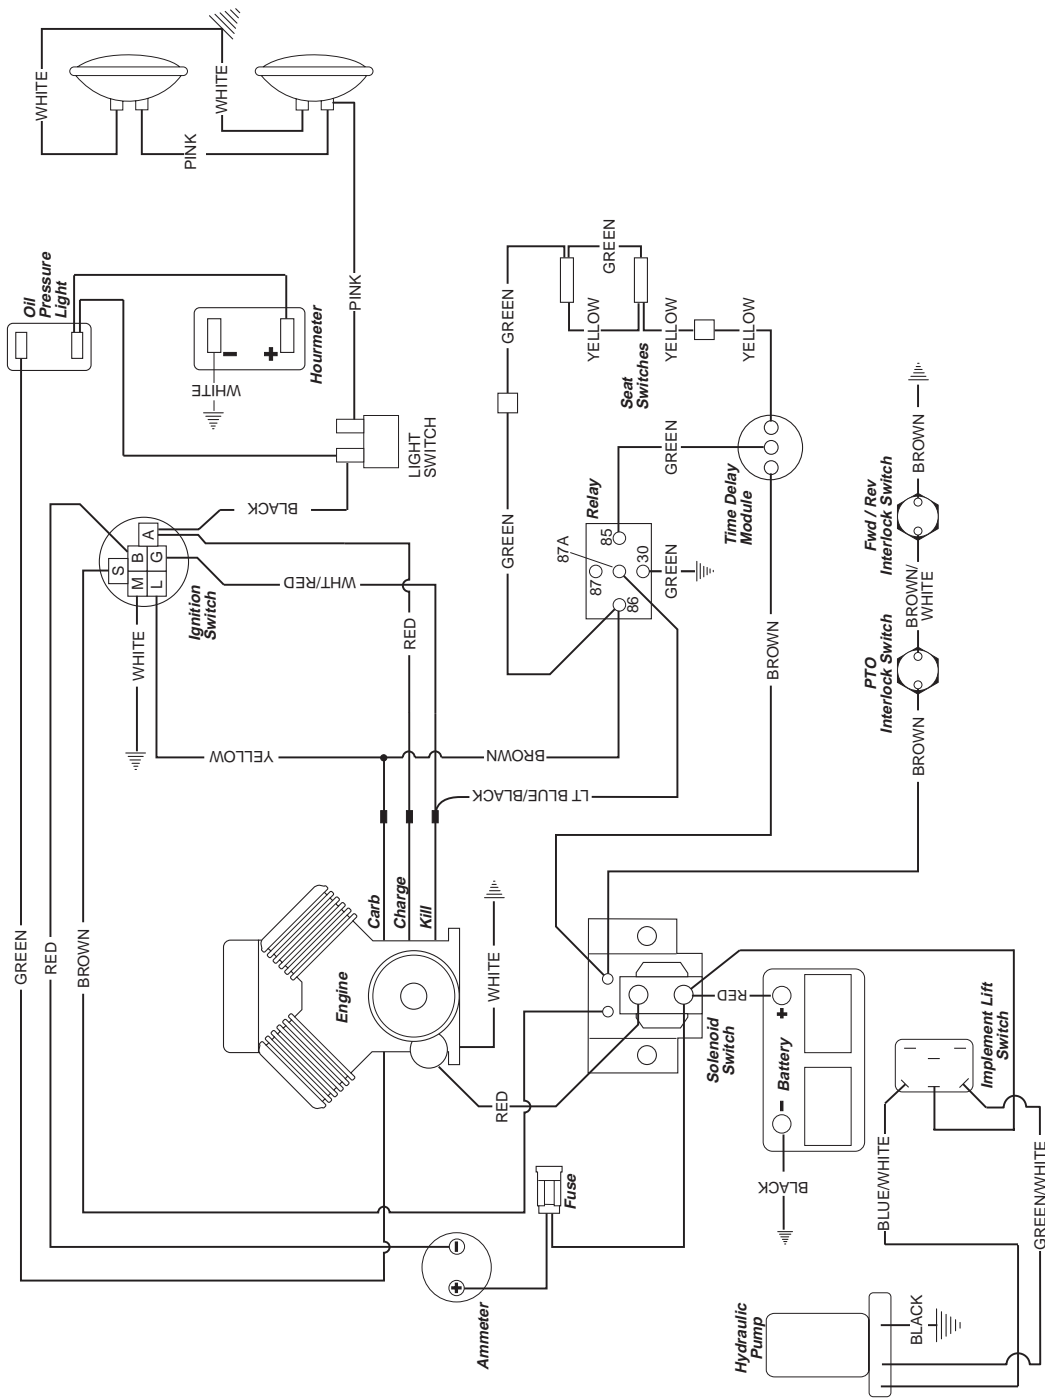 WHITE
WHITE
PINK
PINK
Oil
Pressure
Light
Hourmeter
WHITE
−
+
LIGHT
SWITCH
BLACK
Ignition
Switch
S
M
B
A
L
G
WHITE
WHT/RED
RED
YELLOW
BROWN
LT BLUE/BLACK
GREEN
RED
BROWN
GREEN
GREEN
GREEN
YELLOW
YELLOW
YELLOW
Seat
Switches
Relay
87A
87
85
30
86
GREEN
GREEN
Time Delay
Module
BROWN
Fwd / Rev
Interlock Switch
BROWN
BROWN/
WHITE
PTO
Interlock Switch
BROWN
Engine
Carb
Charge
Kill
WHITE
RED
Solenoid
Switch
RED
− Battery +
BLACK
Implement Lift
Switch
BLUE/WHITE
GREEN/WHITE
Fuse
Ammeter
+
−
Hydraulic
Pump
BLACK